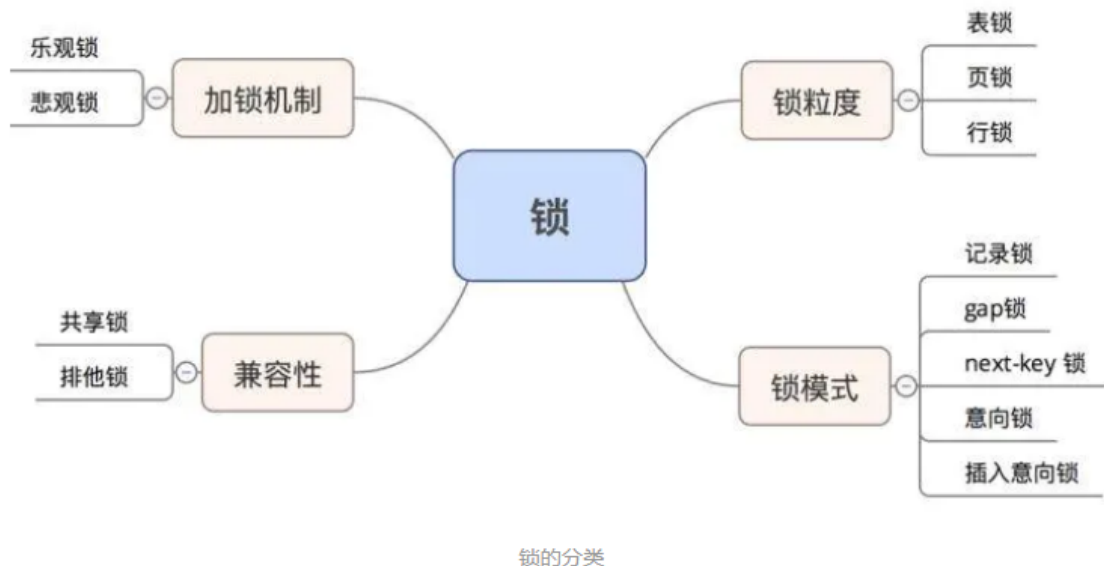 乐观锁
悲观锁
加锁机制
锁粒度
表锁
页锁
行锁
锁
共享锁
排他锁
兼容性
锁模式
记录锁
gap锁
next-key 锁
意向锁
插入意向锁
锁的分类